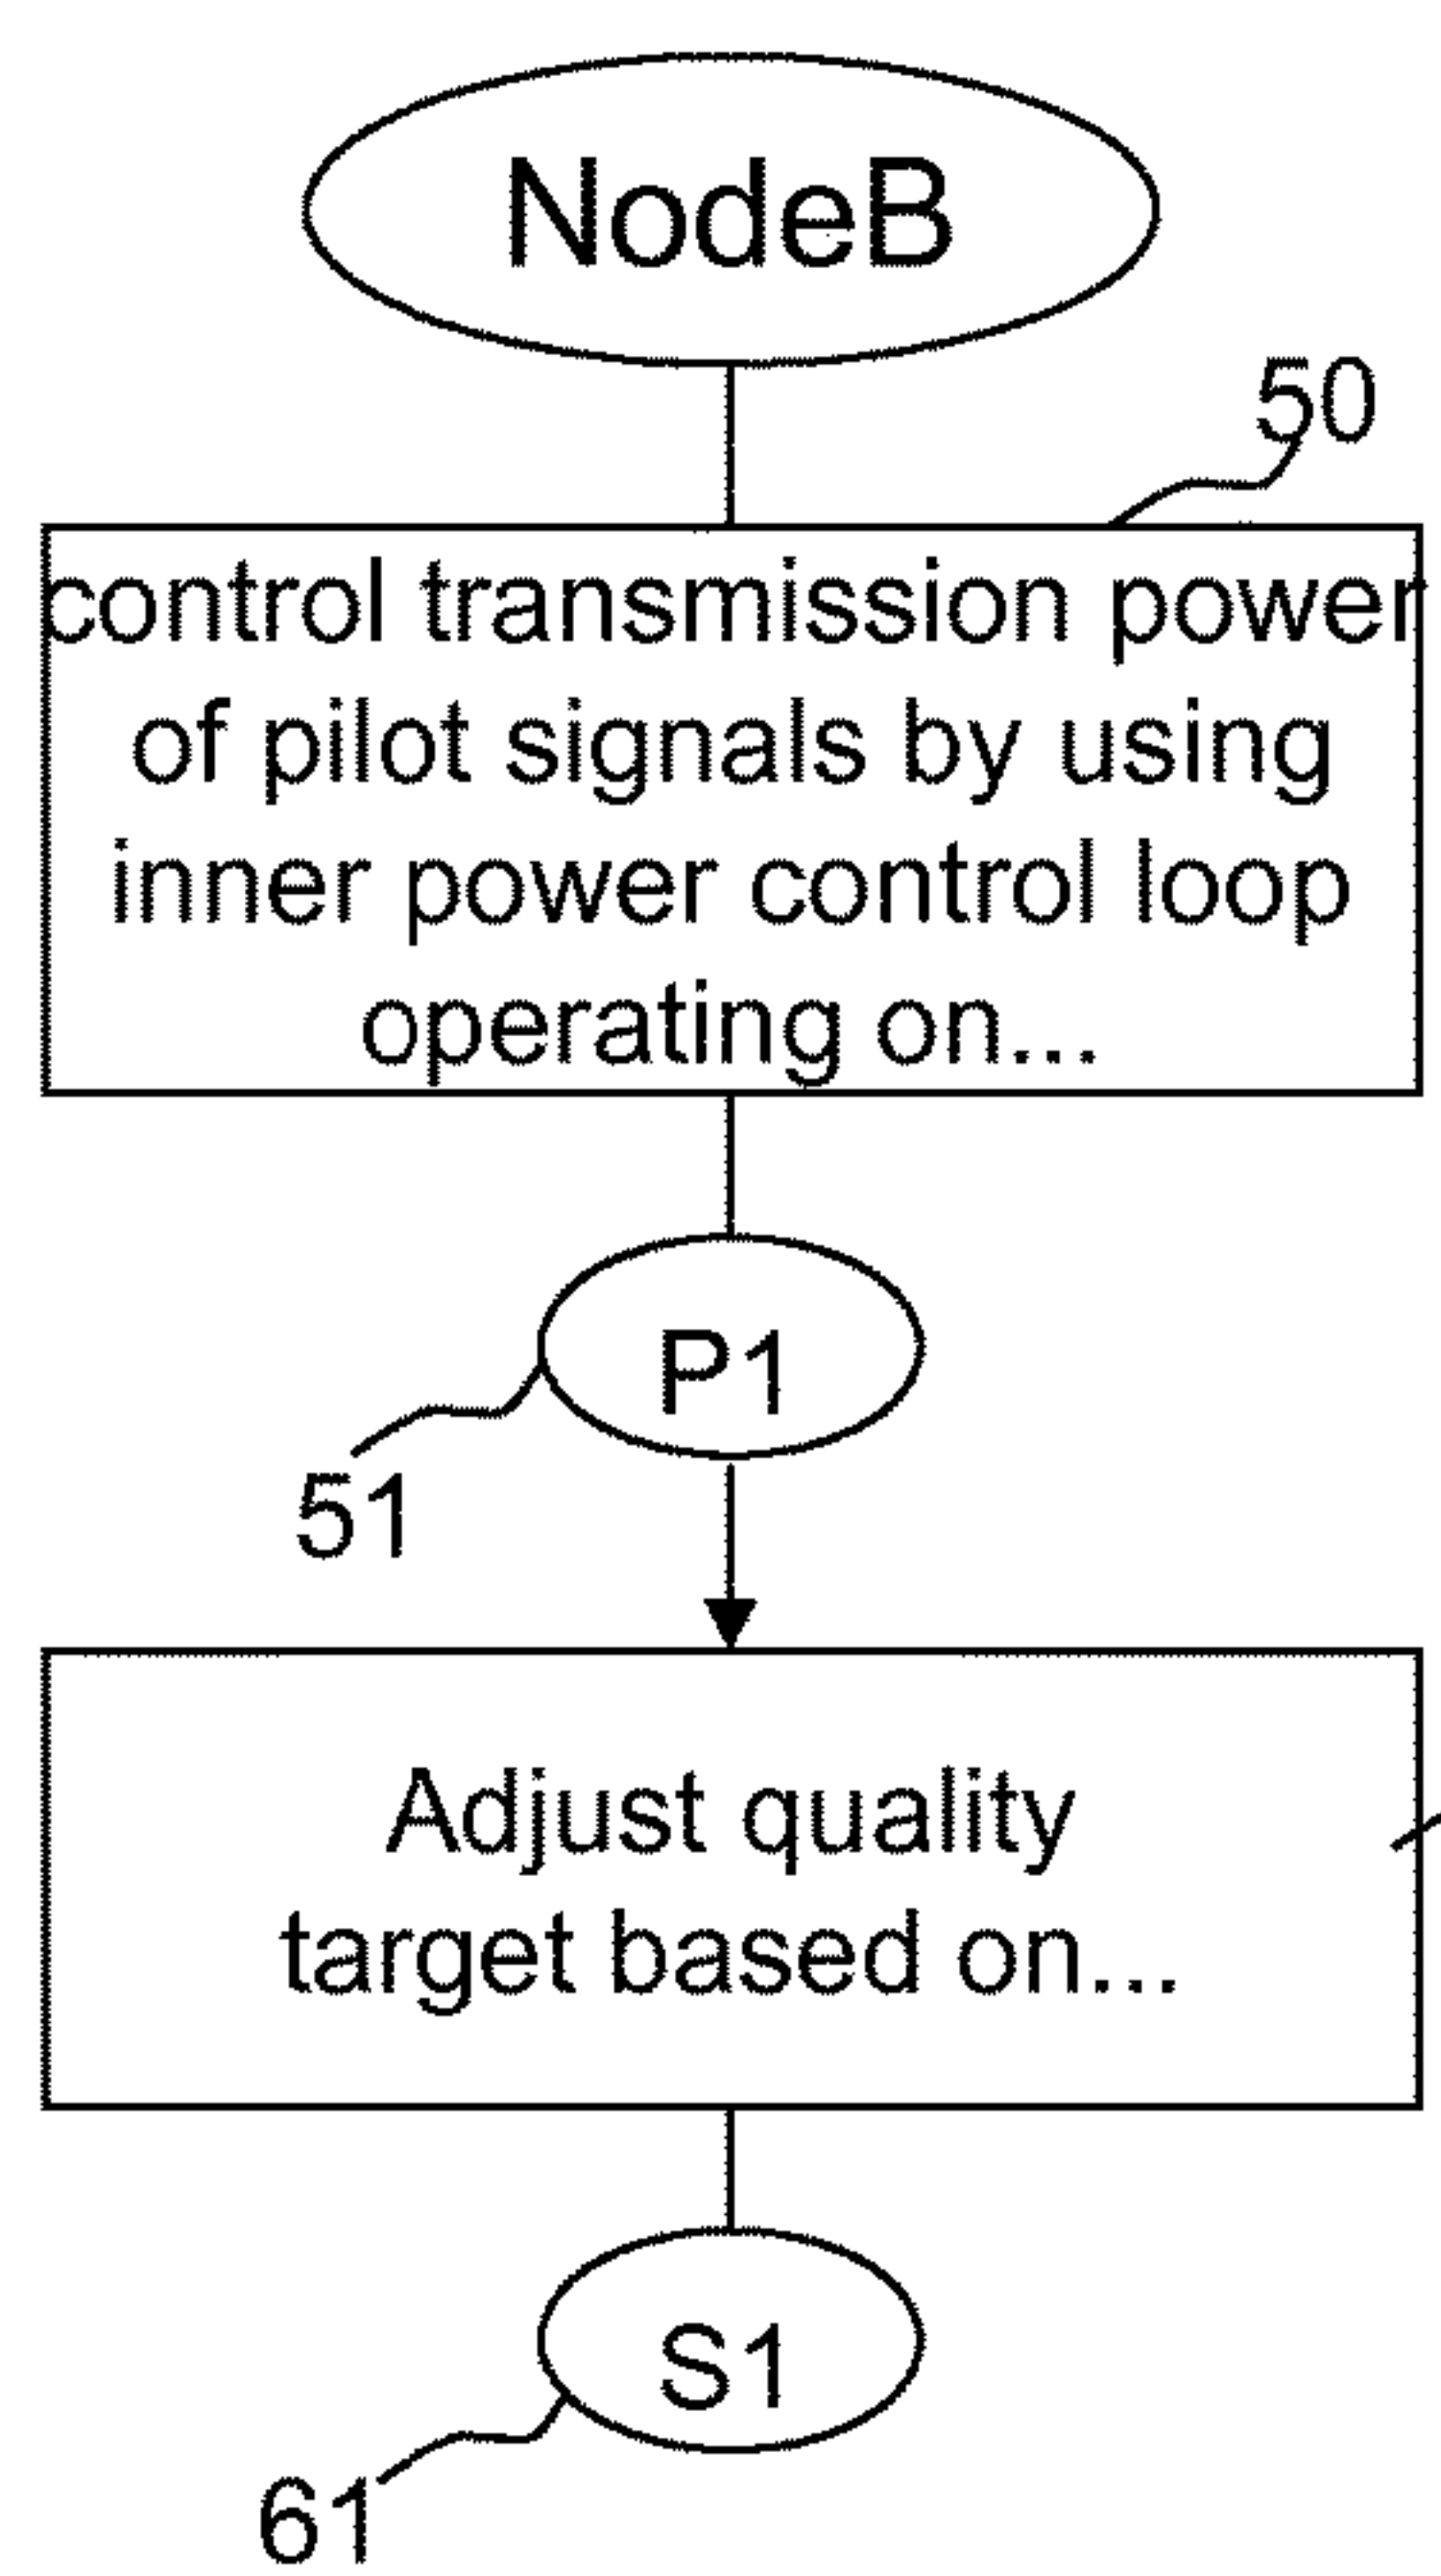 NodeB
50
control transmission power
of pilot signals by using
inner power control loop
operating on...
P1
51
Adjust quality
target based on...
S1
61